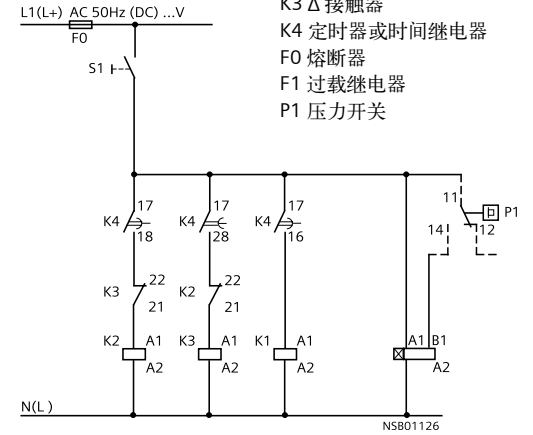 K3 Δ 接触器
L1(L+) AC 50Hz (DC) ...V
K4 定时器或时间继电器
F0
F0 熔断器
S1
F1 过载继电器
P1 压力开关
11
P1
17 17 17
K4 K4 K4
14 12
18 28 16
22 22
K3 K2
21 21
K2 A1 K3 A1 K1 A1 A1 B1
A2 A2 A2 A2
N(L )
NSB01126